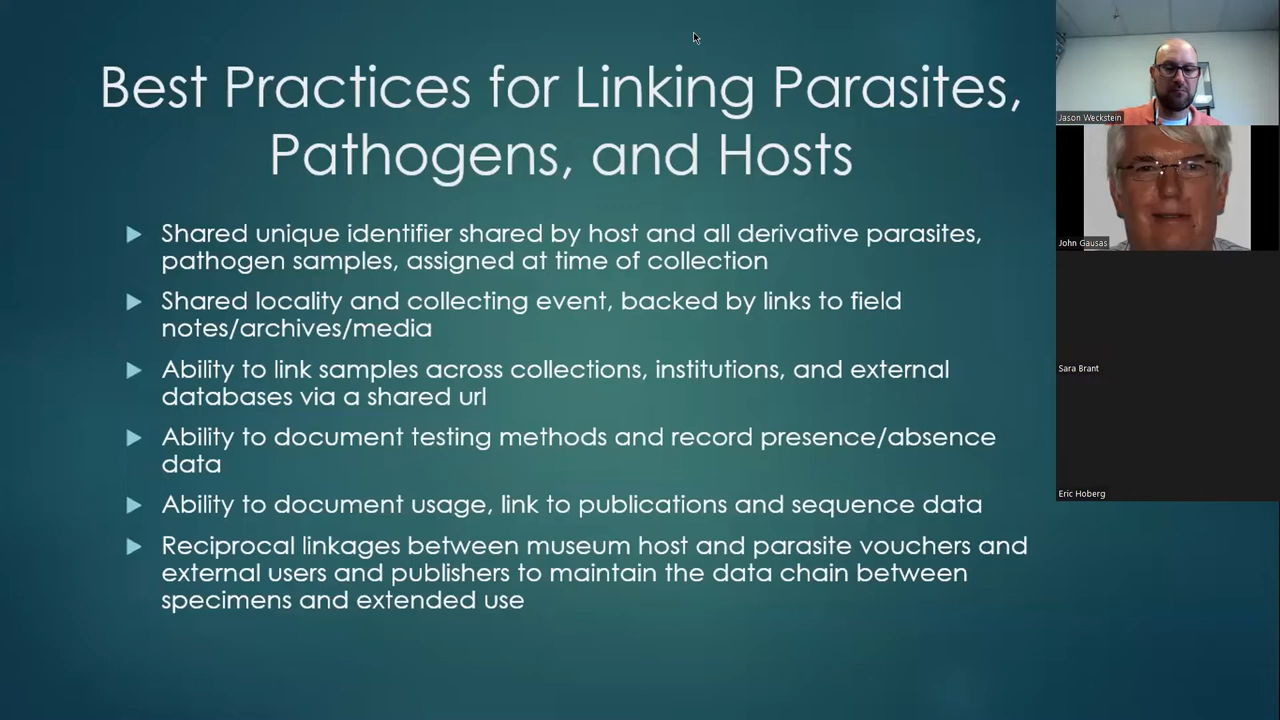 Best Practices for Linking Parasites,
Pathogens, and Hosts
Shared unique identifier shared by host and all derivative parasites,
pathogen samples, assigned at time of collection
Shared locality and collecting event, backed by links to field
notes/archives/media
Ability to link samples across collections, institutions, and external
databases via a shared url
Ability to document testing methods and record presence/absence
data
Ability to document usage, link to publications and sequence data
Reciprocal linkages between museum host and parasite vouchers and
external users and publishers to maintain the data chain between
specimens and extended use
Jason Weckstein
John Gausas
Sara Brant
Eric Hoberg